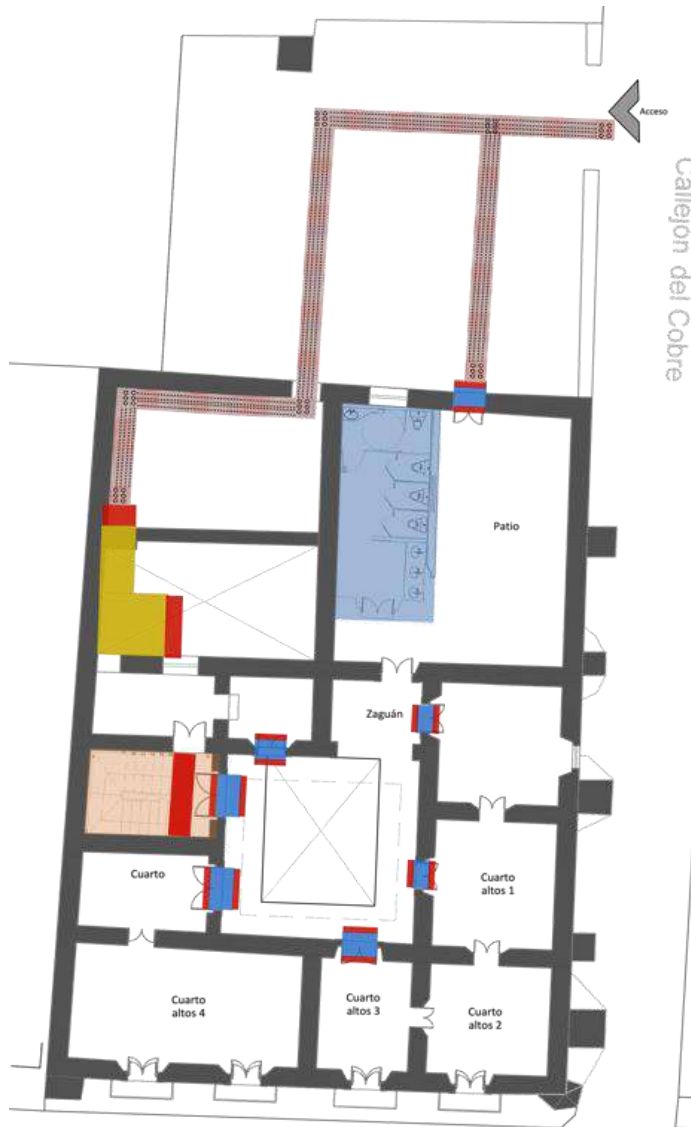 Acceso
Callejón del Cobre
Patio
Zaguán
Cuarto
Cuarto
altos 1
Cuarto
altos 4
Cuarto
altos 3
Cuarto
altos 2